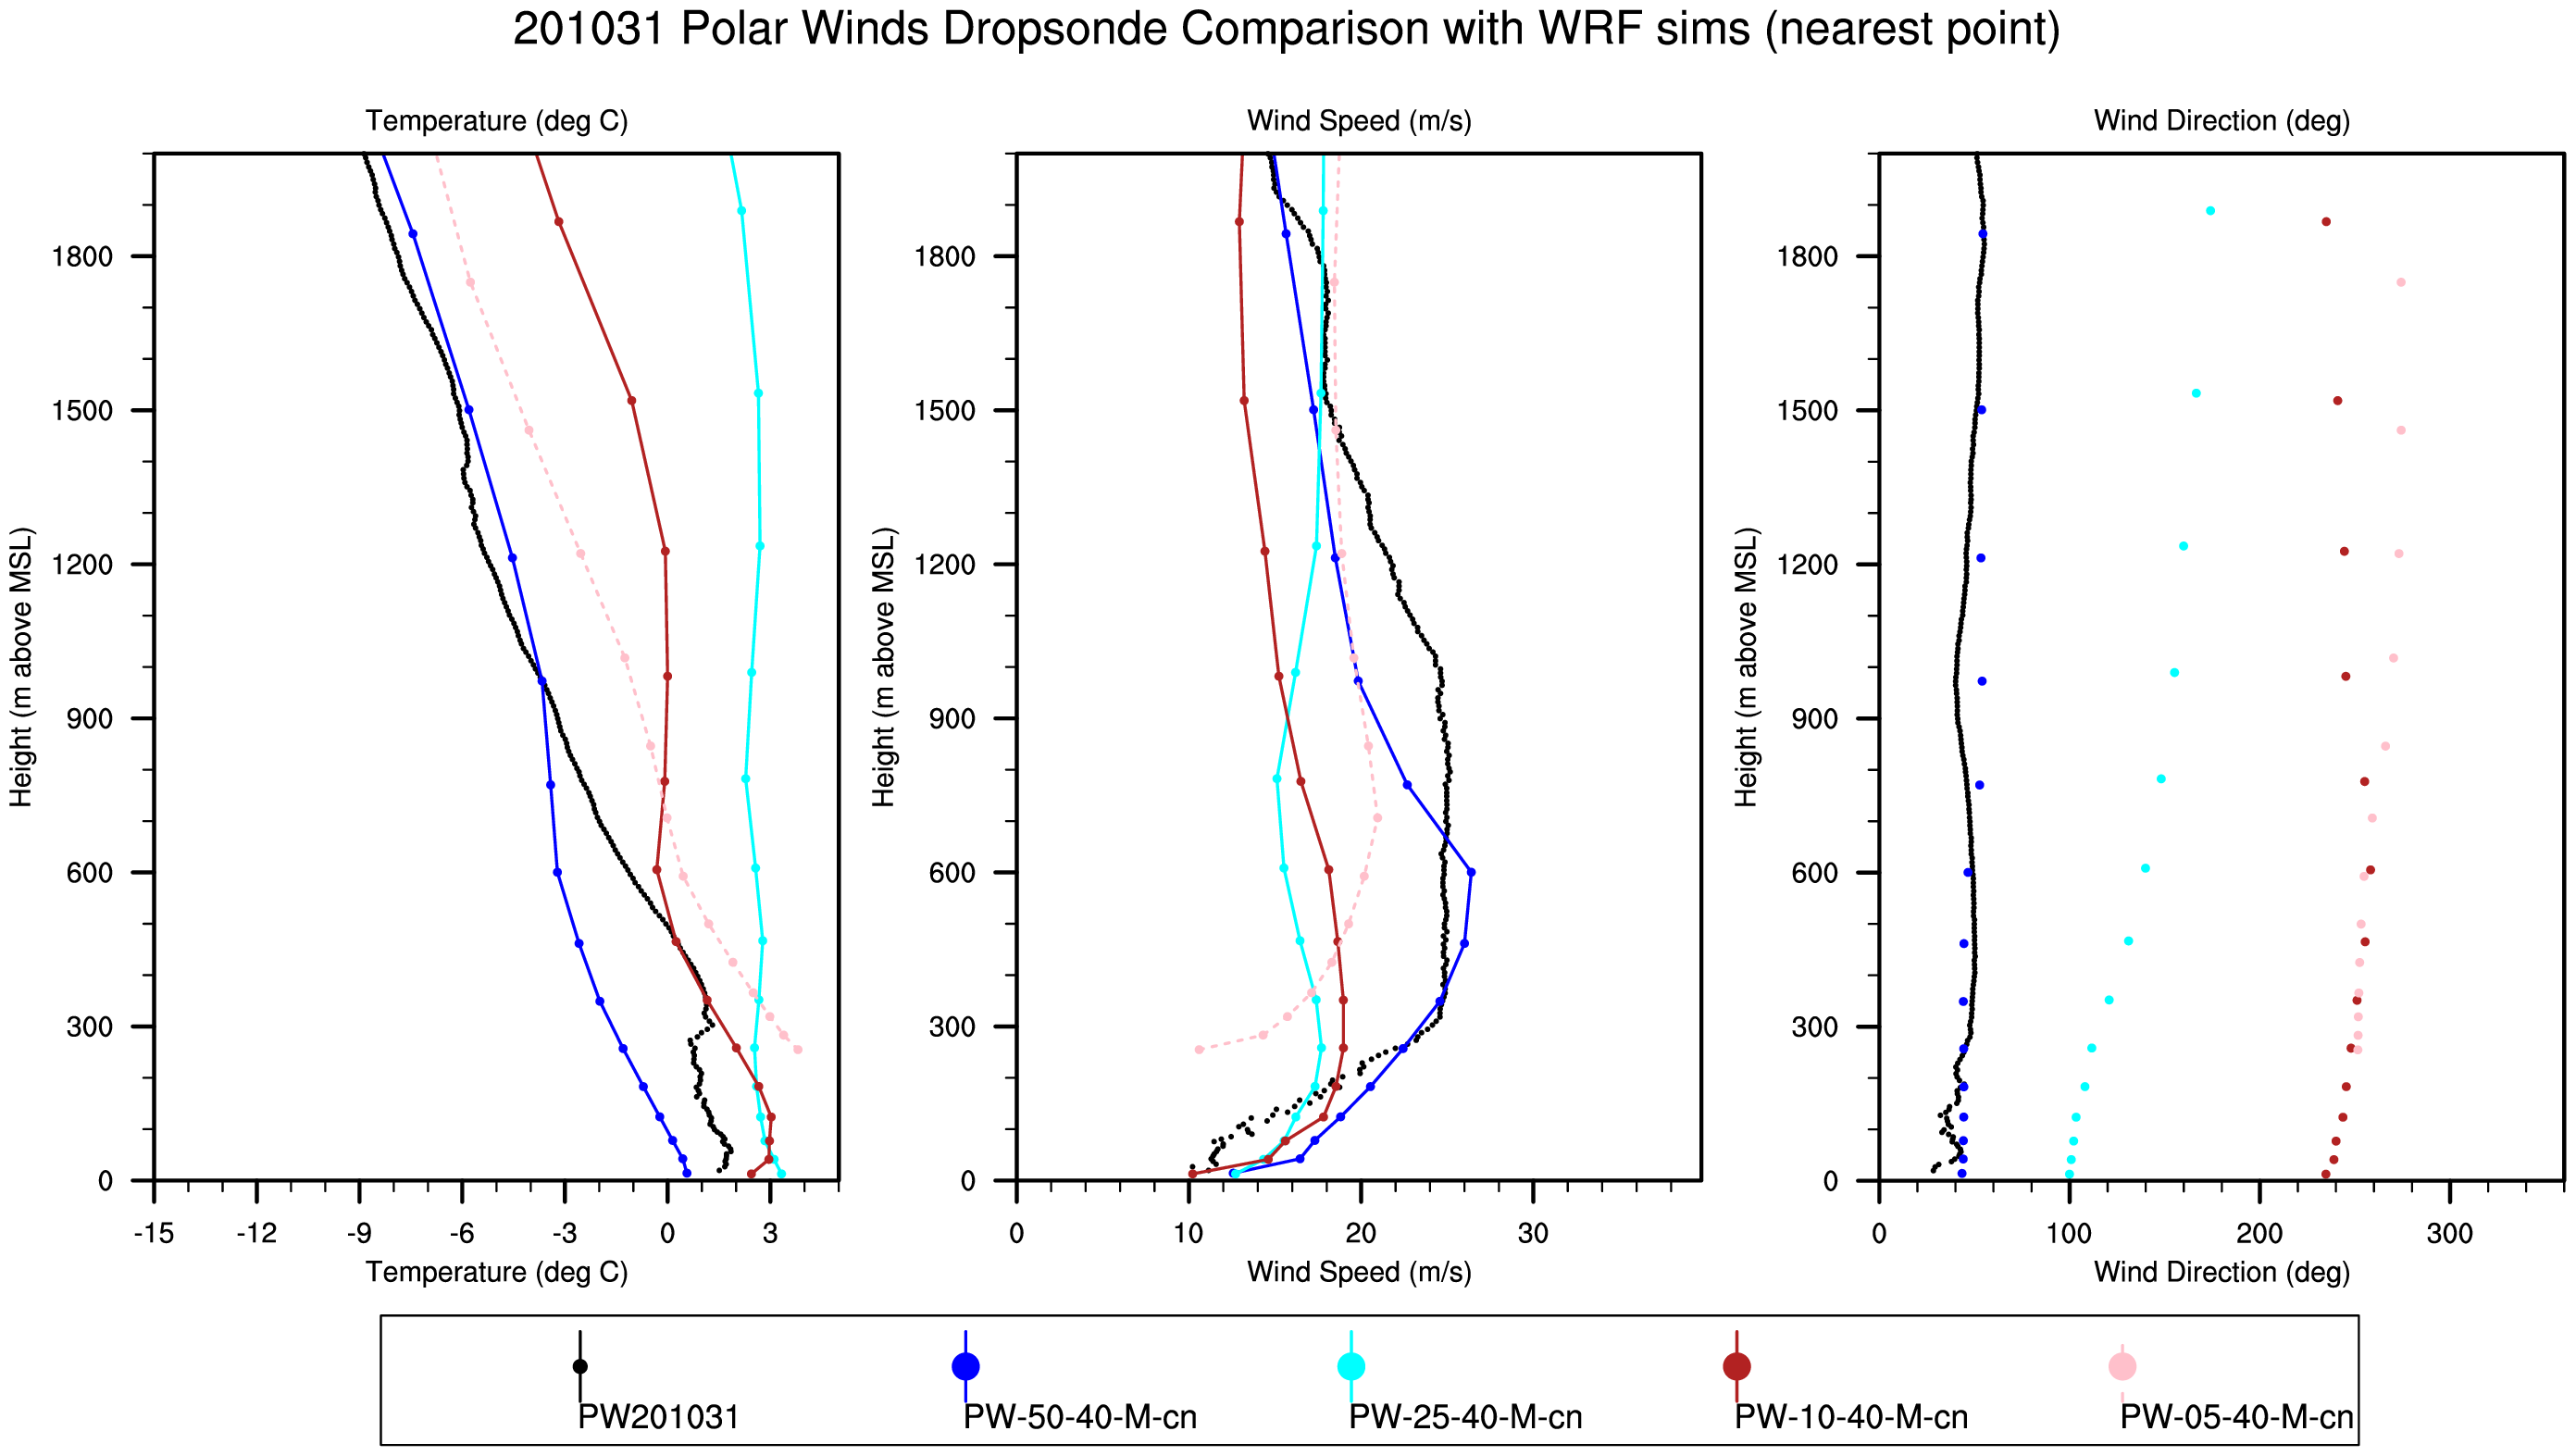 201031 Polar Winds Dropsonde Comparison with WRF sims (nearest point)
Temperature (deg C)
Wind Speed (m/s)
Wind Direction (deg)
Height (m above MSL)
1800
1500
1200
900
600
300
0
-15 -12 -9 -6 -3 0 3
Temperature (deg C)
Height (m above MSL)
1800
1500
1200
900
600
300
0
0 10 20 30
Wind Speed (m/s)
Height (m above MSL)
1800
1500
1200
900
600
300
0
0 100 200 300
Wind Direction (deg)
PW201031 PW-50-40-M-cn PW-25-40-M-cn PW-10-40-M-cn PW-05-40-M-cn